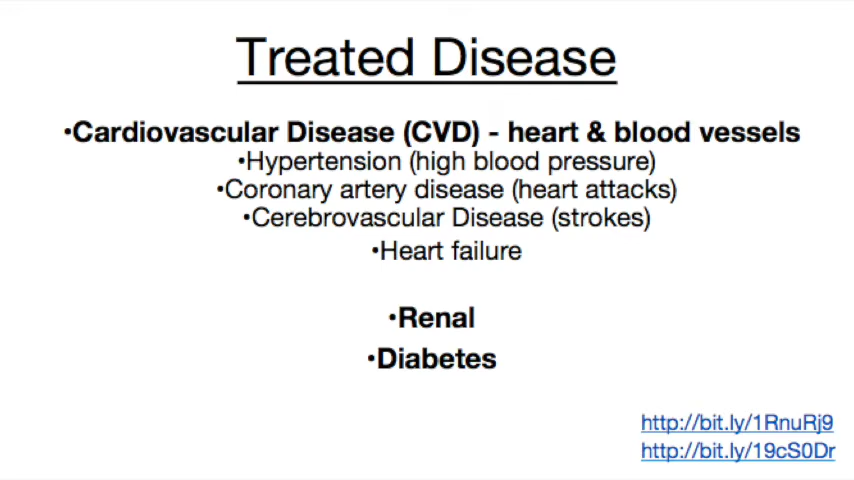 Treated Disease
•Cardiovascular Disease (CVD) - heart & blood vessels
•Hypertension (high blood pressure)
•Coronary artery disease (heart attacks)
•Cerebrovascular Disease (strokes)
•Heart failure
•Renal
•Diabetes
http://bit.ly/1RnuRj9
http://bit.ly/19cS0Dr